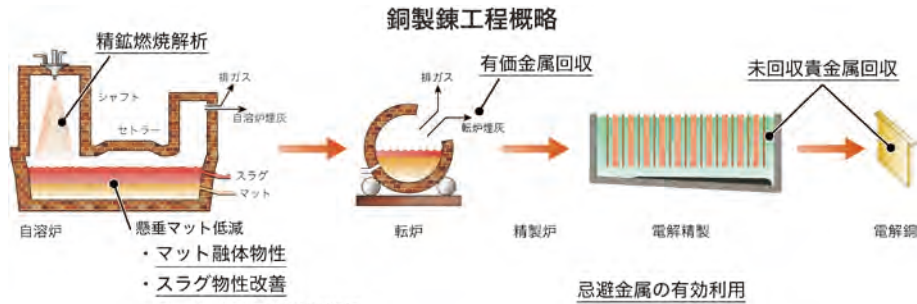 銅製錬工程概略
精鉱燃焼解析
シャフト
セトラー
排ガス
自溶炉煙灰
スラグ
マット
懸垂マット低減
・マット融体物性
・スラグ物性改善
自溶炉
有価金属回収
排ガス
転炉煙灰
転炉
精製炉
未回収貴金属回収
電解精製
電解銅
忌避金属の有効利用